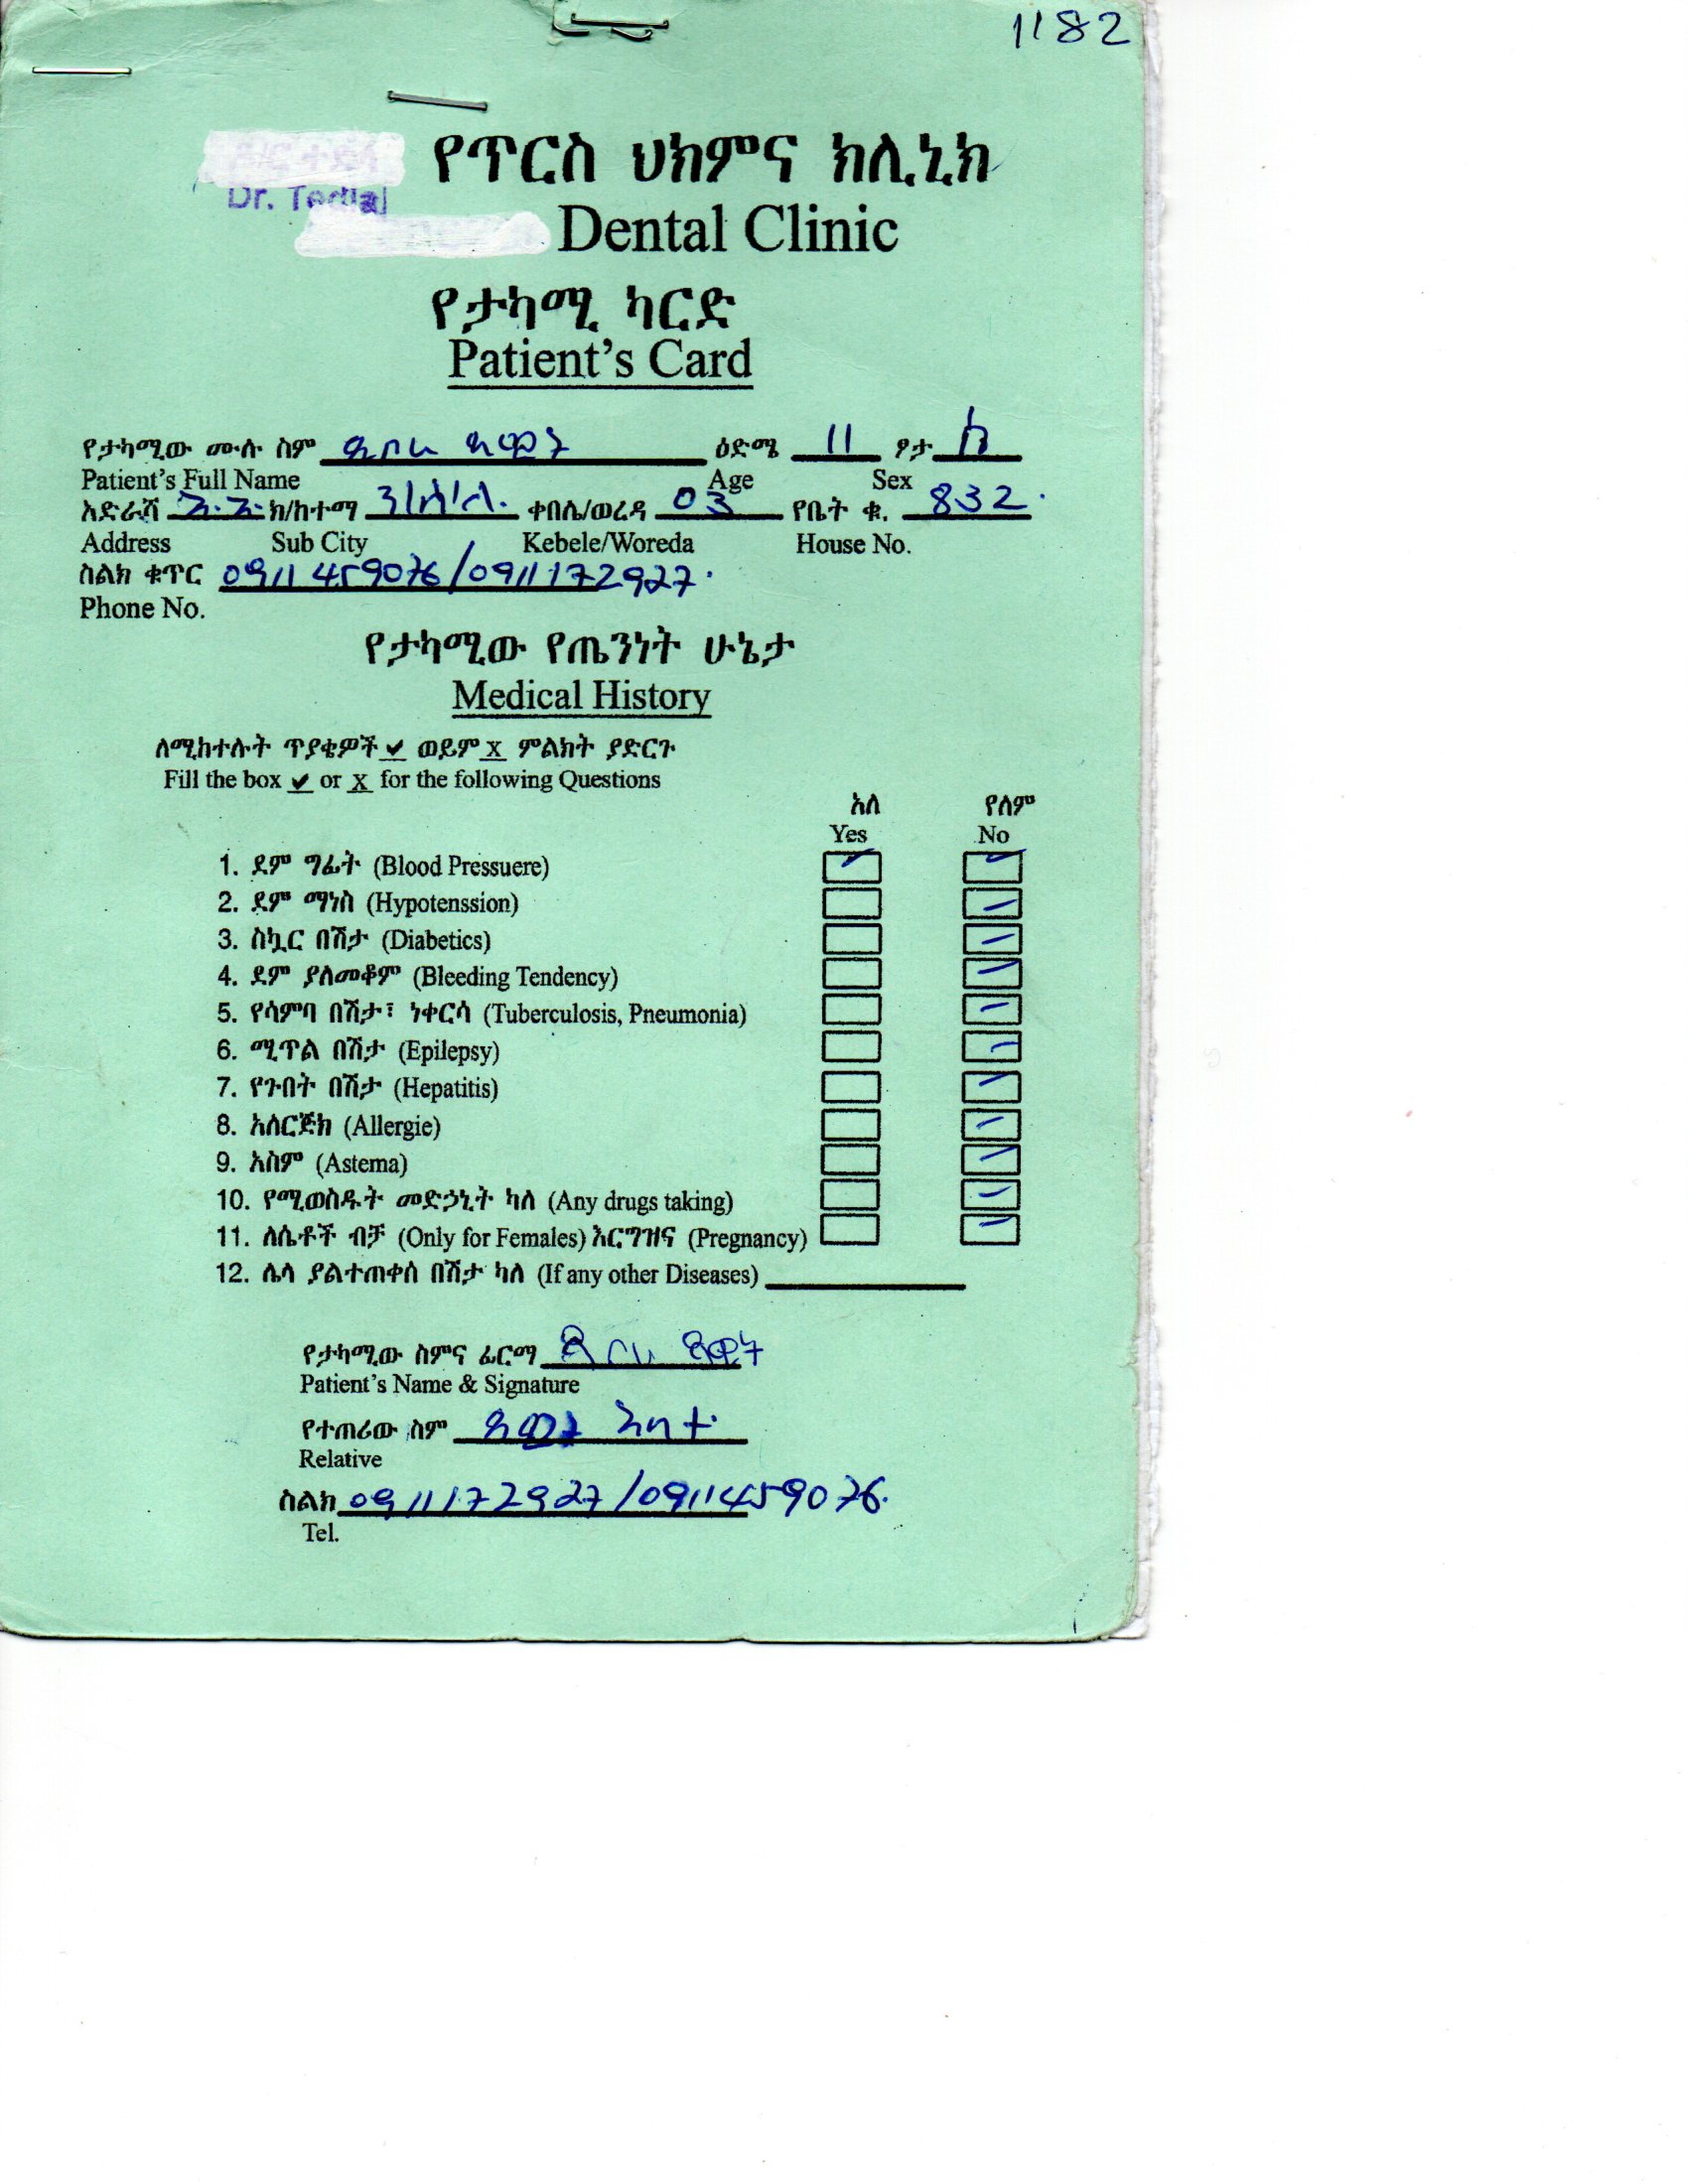 1182
የጥርስ ህክምና ክሊኒክ
Dr. Tedla
Dental Clinic
የታካሚ ካርድ
Patient's Card
የታካሚው ሙሉ ስም ዕድሜ 11 ፆታ
Patient's Full Name Age Sex
አድራሻ ክ/ከተማ ቀበሌ/ወረዳ 03 የቤት ቁ. 832.
Address Sub City Kebele/Woreda House No.
ስልክ ቁጥር 0911 459076/0911172927.
Phone No.
የታካሚው የጤንነት ሁኔታ
Medical History
ለሚከተሉት ጥያቄዎች ✔ ወይም x ምልክት ያድርጉ
Fill the box ✔ or x for the following Questions
አለ የለም
Yes No
1. ደም ግፊት (Blood Pressuere)
2. ደም ማነስ (Hypotenssion)
3. ስኳር በሽታ (Diabetics)
4. ደም ያለመቆም (Bleeding Tendency)
5. የሳምባ በሽታ፣ ነቀርሳ (Tuberculosis, Pneumonia)
6. ሚጥል በሽታ (Epilepsy)
7. የጉበት በሽታ (Hepatitis)
8. አለርጅክ (Allergie)
9. አስም (Astema)
10. የሚወስዱት መድኃኒት ካለ (Any drugs taking)
11. ለሴቶች ብቻ (Only for Females) እርግዝና (Pregnancy)
12. ሌላ ያልተጠቀሰ በሽታ ካለ (If any other Diseases)
የታካሚው ስምና ፊርማ
Patient's Name & Signature
የተጠሪው ስም
Relative
ስልክ 0911172927/0911459076.
Tel.